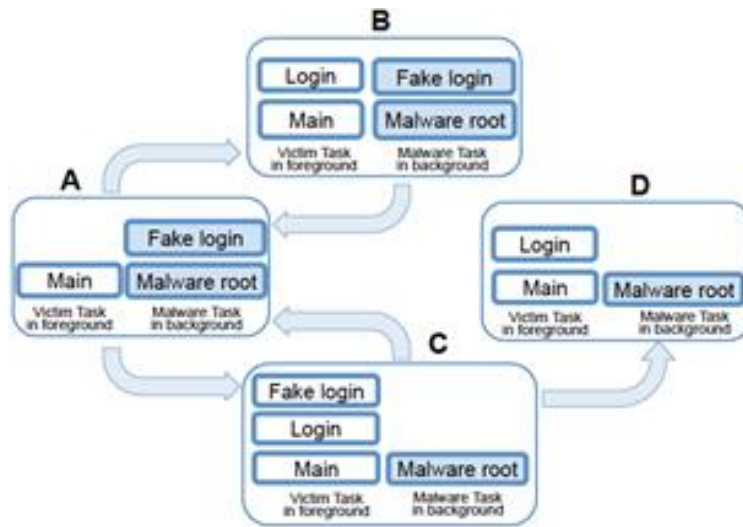 B
Login Fake login
Main Malware root
Victim Task Malware Task
in foreground in background
A
Fake login
Main Malware root
Victim Task Malware Task
in foreground in background
D
Login
Main Malware root
Victim Task Malware Task
in foreground in background
C
Fake login
Login
Main Malware root
Victim Task Malware Task
in foreground in background